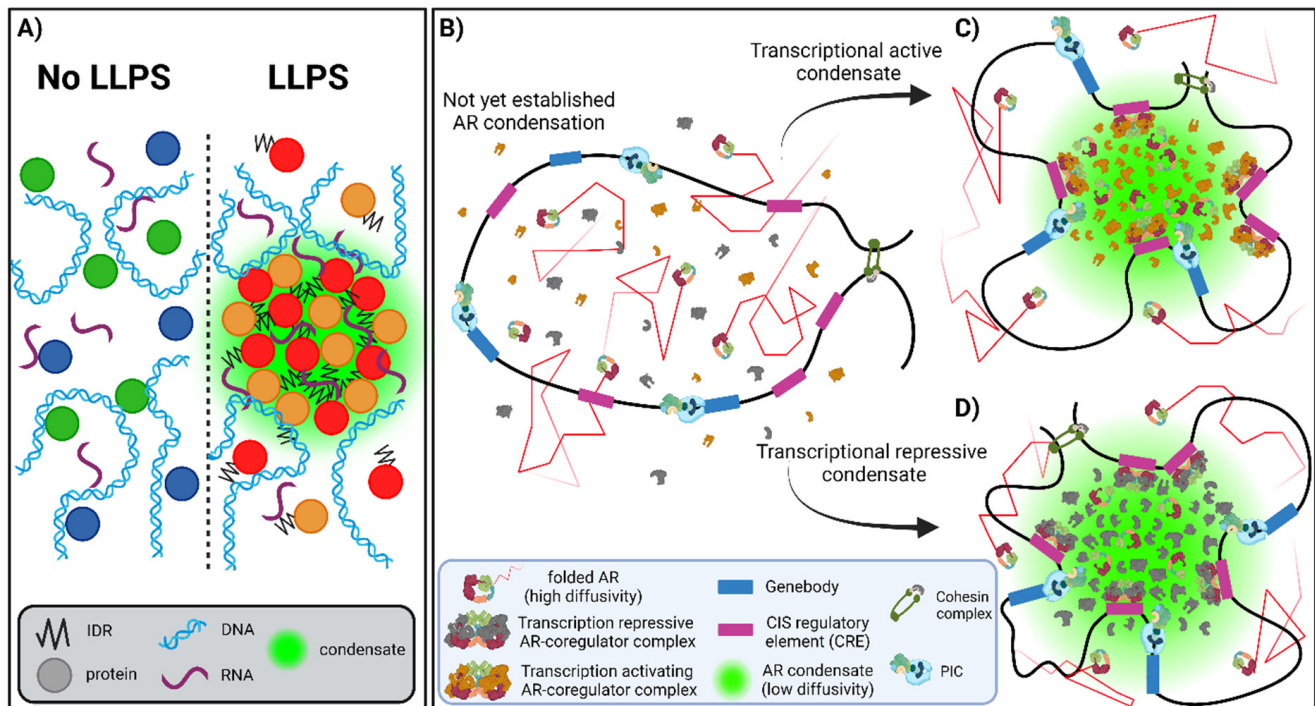 A)
No LLPS
LLPS
IDR
DNA
protein
RNA
condensate
B)
Not yet established
AR condensation
Transcriptional active
condensate
Transcriptional repressive
condensate
folded AR
(high diffusivity)
Transcription repressive
AR-coregulator complex
Transcription activating
AR-coregulator complex
Genebody
CIS regulatory
element (CRE)
AR condensate
(low diffusivity)
Cohesin
complex
PIC
C)
D)